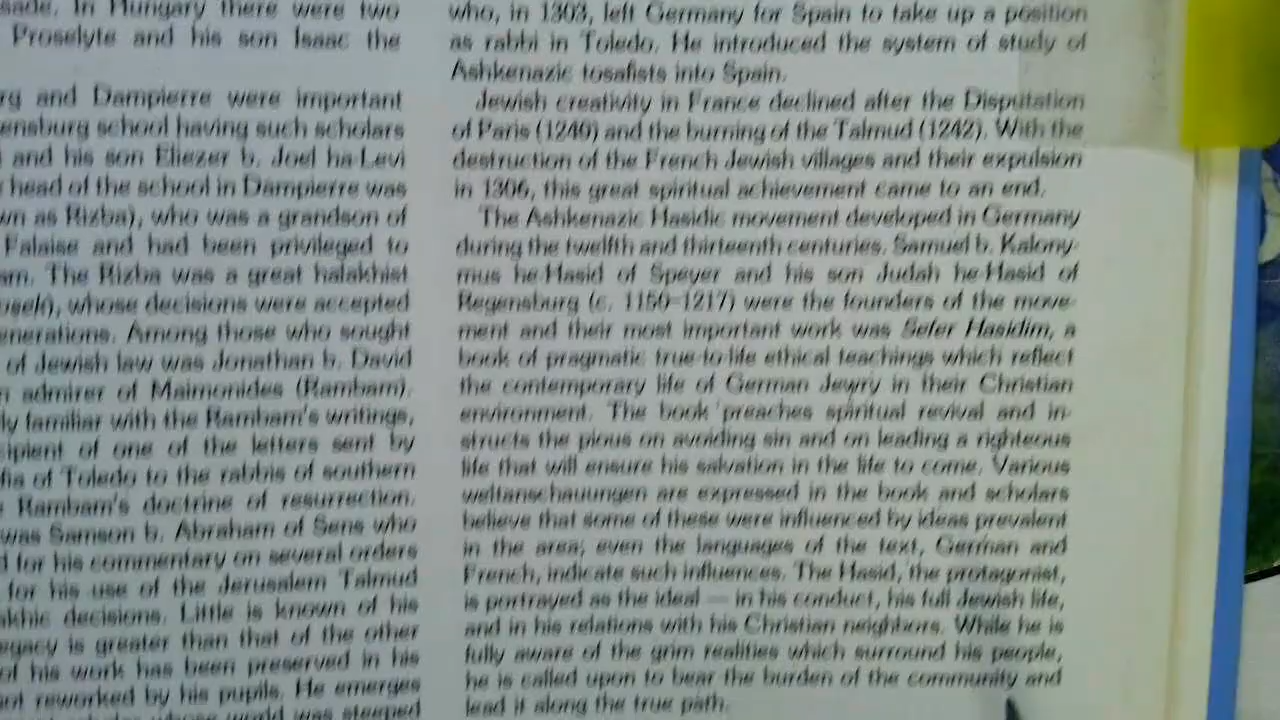 sade. In Hungary there were two
Proselyte and his son Isaac the
rg and Dampierre were important
ensburg school having such scholars
and his son Eliezer b. Joel ha-Levi
head of the school in Dampierre was
wn as Rizba), who was a grandson of
Falaise and had been privileged to
am. The Rizba was a great halakhist
osek), whose decisions were accepted
enerations. Among those who sought
of Jewish law was Jonathan b. David
admirer of Maimonides (Rambam).
ly familiar with the Rambam's writings,
cipient of one of the letters sent by
fia of Toledo to the rabbis of southern
Rambam's doctrine of resurrection.
was Samson b. Abraham of Sens who
d for his commentary on several orders
for his use of the Jerusalem Talmud
akhic decisions. Little is known of his
egacy is greater than that of the other
of his work has been preserved in his
not reworked by his pupils. He emerges
whose world was steeped
who, in 1303, left Germany for Spain to take up a position
as rabbi in Toledo. He introduced the system of study of
Ashkenazic tosafists into Spain.
Jewish creativity in France declined after the Disputation
of Paris (1240) and the burning of the Talmud (1242). With the
destruction of the French Jewish villages and their expulsion
in 1306, this great spiritual achievement came to an end.
The Ashkenazic Hasidic movement developed in Germany
during the twelfth and thirteenth centuries. Samuel b. Kalony-
mus he-Hasid of Speyer and his son Judah he-Hasid of
Regensburg (c. 1150–1217) were the founders of the move-
ment and their most important work was Sefer Hasidim, a
book of pragmatic true-to-life ethical teachings which reflect
the contemporary life of German Jewry in their Christian
environment. The book preaches spiritual revival and in-
structs the pious on avoiding sin and on leading a righteous
life that will ensure his salvation in the life to come. Various
weltanschauungen are expressed in the book and scholars
believe that some of these were influenced by ideas prevalent
in the area; even the languages of the text, German and
French, indicate such influences. The Hasid, the protagonist,
is portrayed as the ideal — in his conduct, his full Jewish life,
and in his relations with his Christian neighbors. While he is
fully aware of the grim realities which surround his people,
he is called upon to bear the burden of the community and
lead it along the true path.